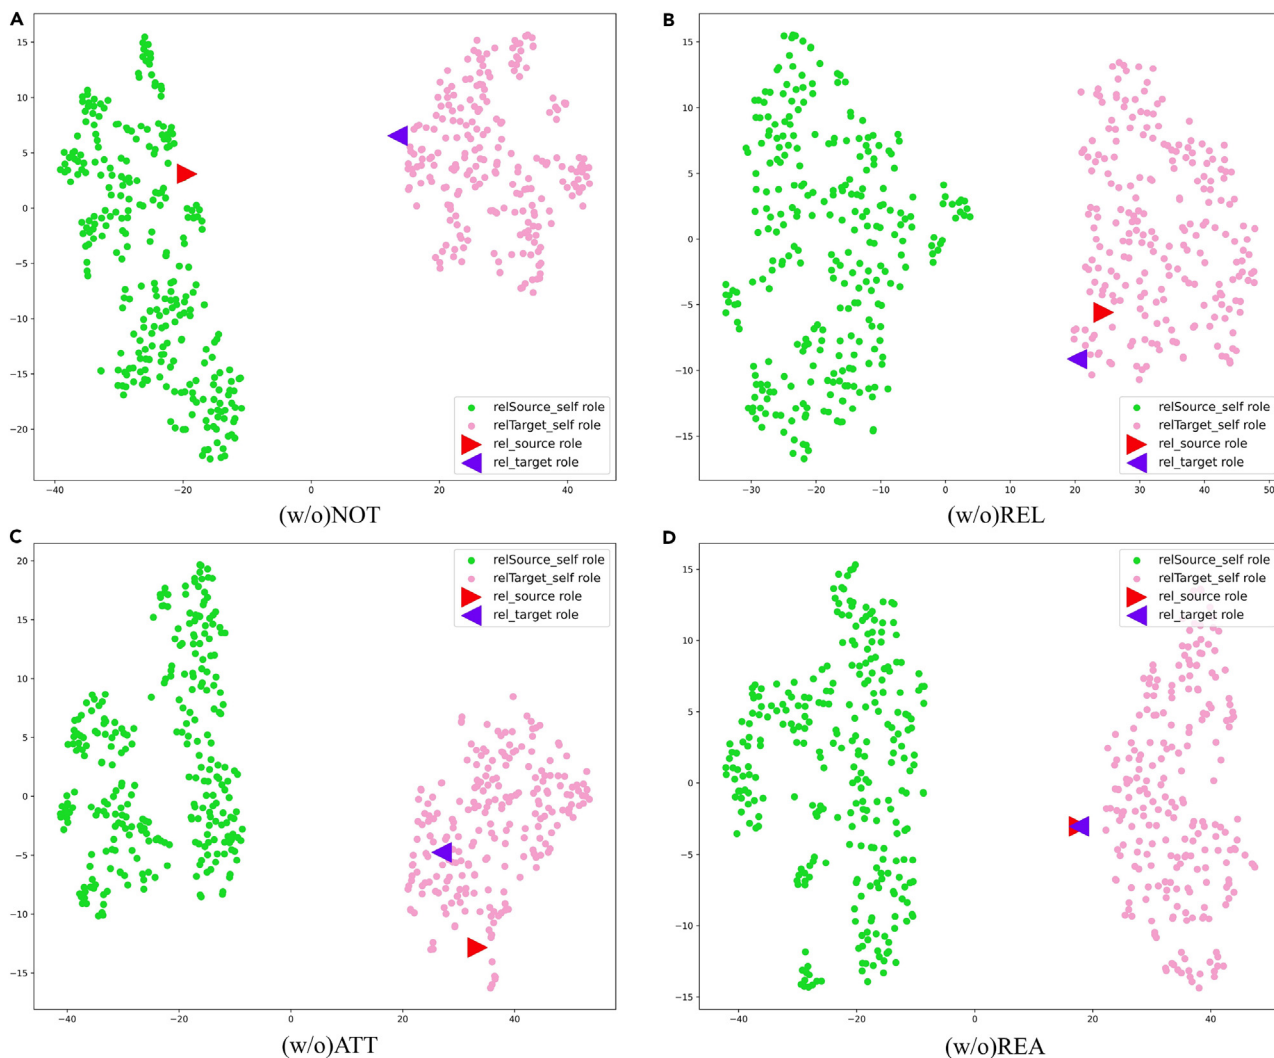 A
15
10
5
0
−5
−10
−15
−20
−40
−20
0
20
40
relSource_self role
relTarget_self role
rel_source role
rel_target role
(w/o)NOT
B
15
10
5
0
−5
−10
−15
−30
−20
−10
0
10
20
30
40
50
relSource_self role
relTarget_self role
rel_source role
rel_target role
(w/o)REL
C
20
15
10
5
0
−5
−10
−15
−40
−20
0
20
40
relSource_self role
relTarget_self role
rel_source role
rel_target role
(w/o)ATT
D
15
10
5
0
−5
−10
−15
−40
−20
0
20
40
relSource_self role
relTarget_self role
rel_source role
rel_target role
(w/o)REA